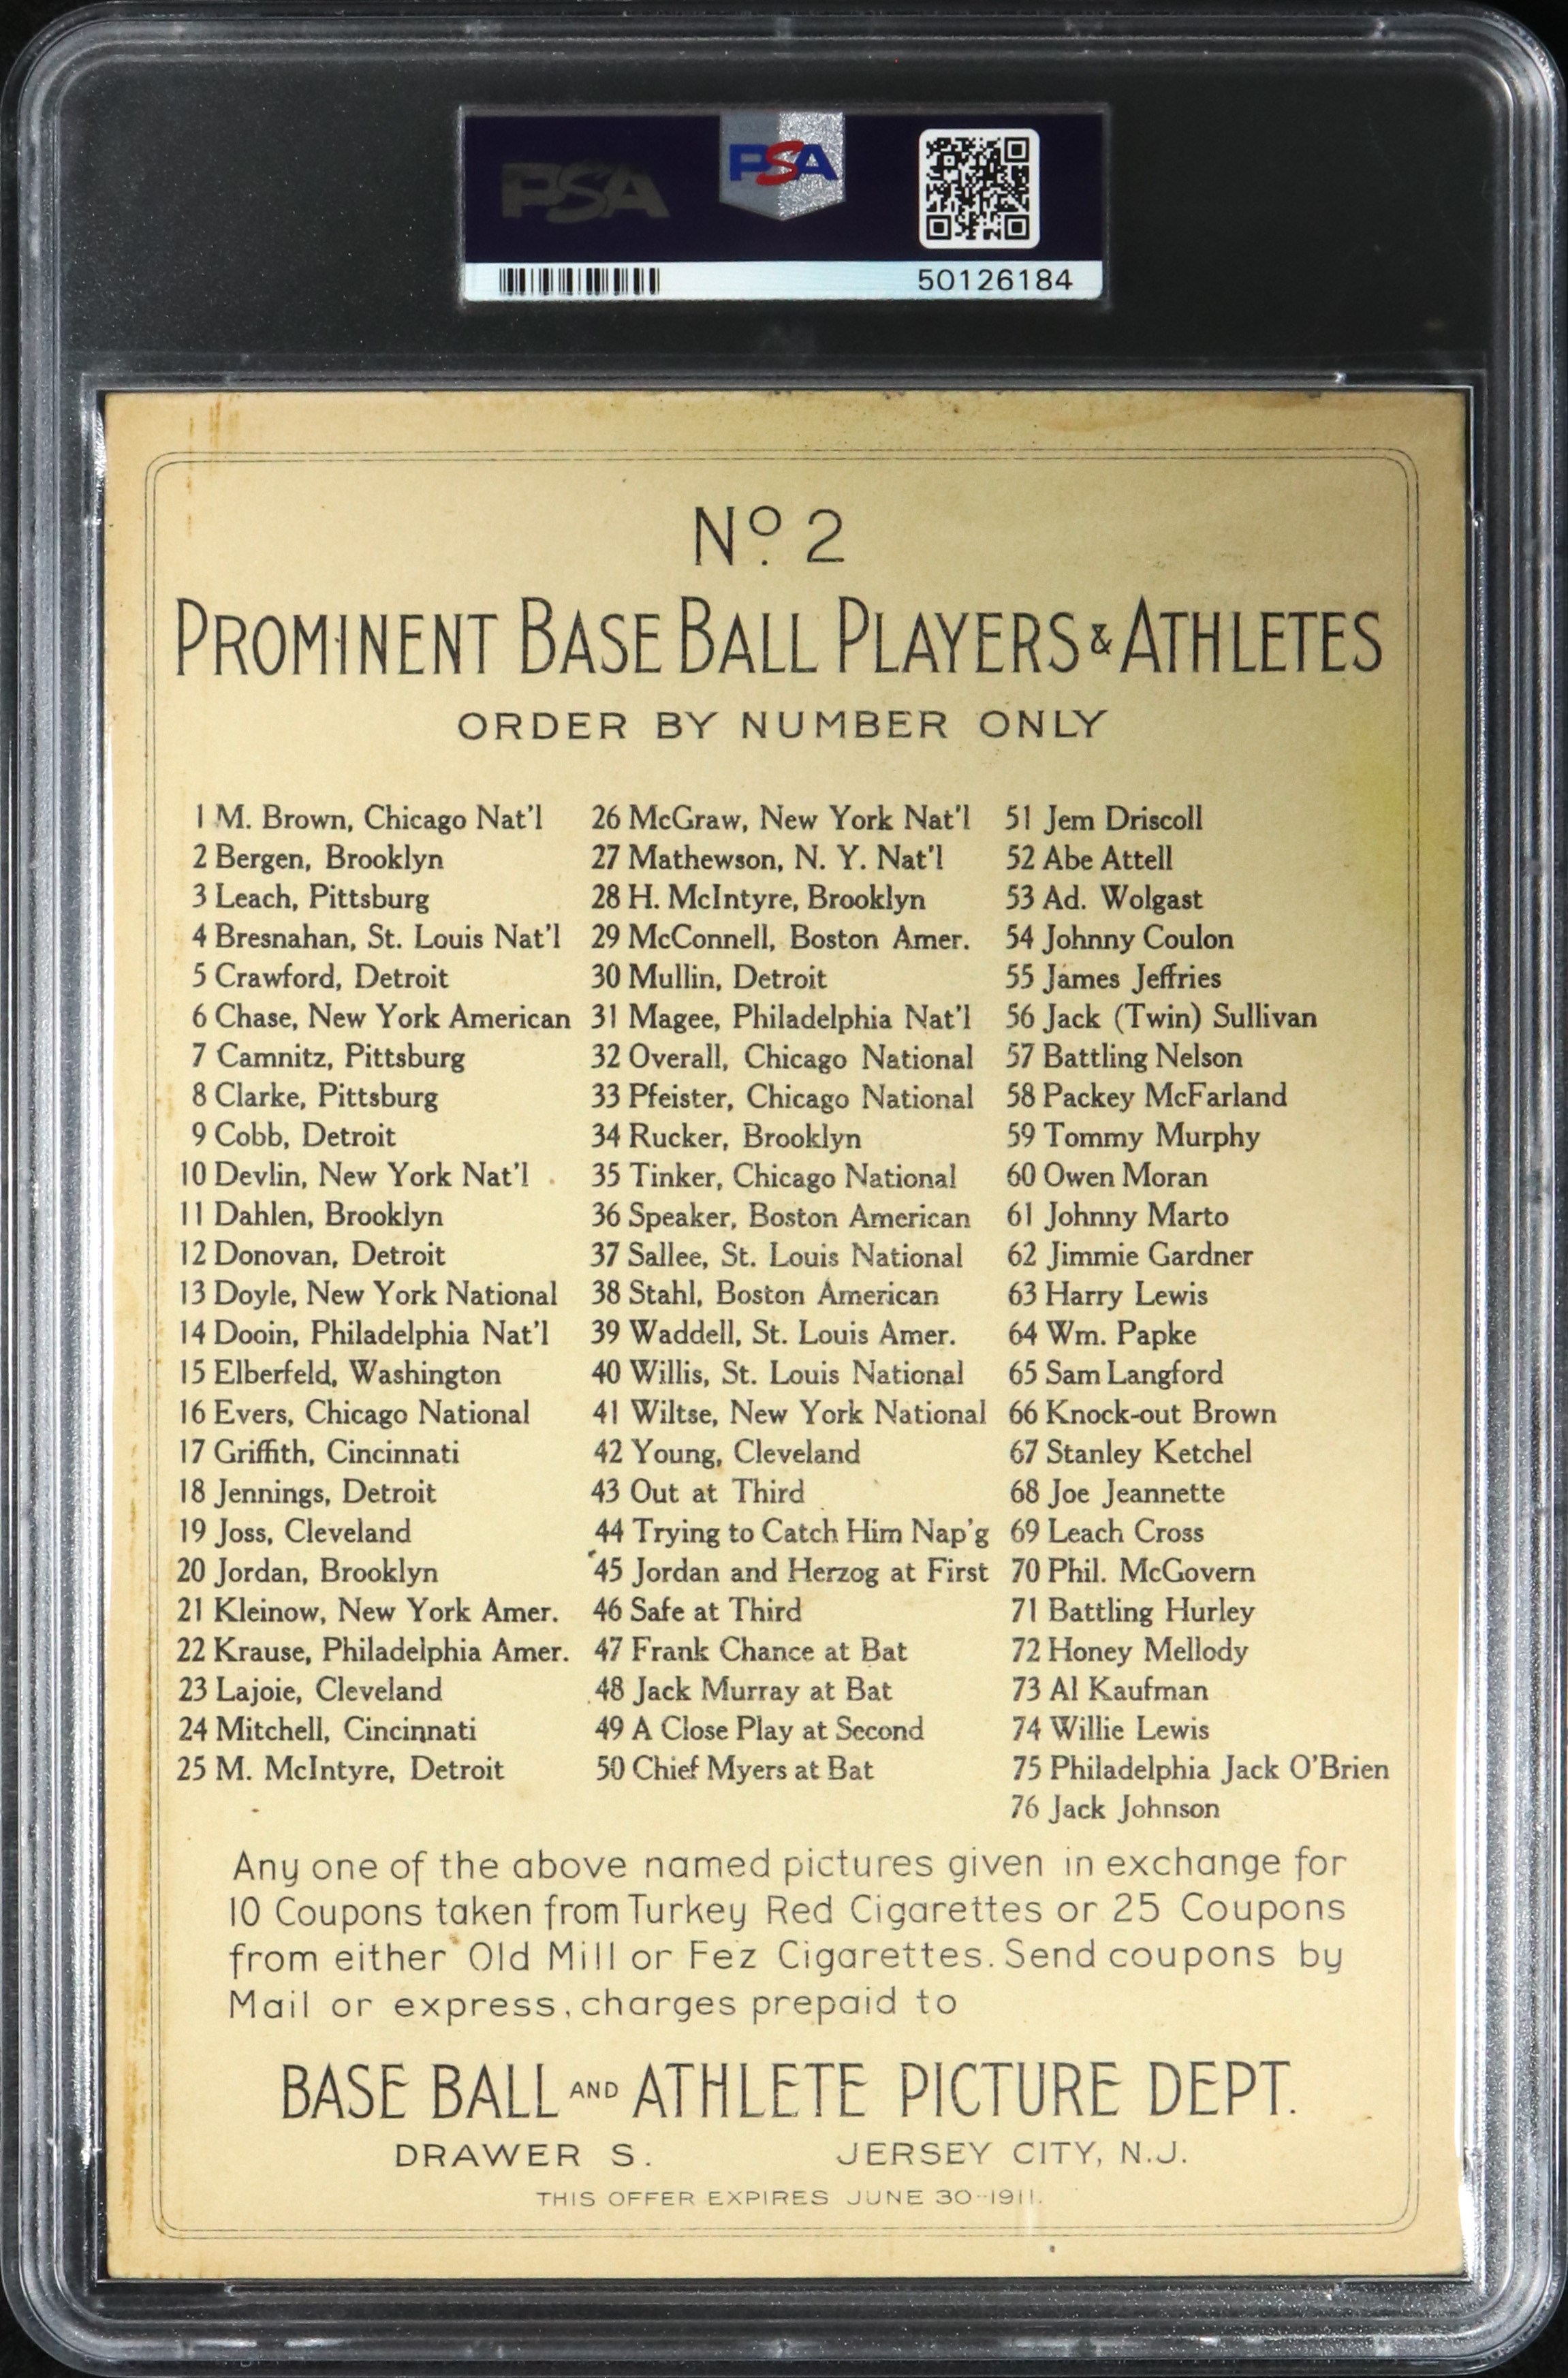 PSA
PSA
50126184
Nº 2
PROMINENT BASE BALL PLAYERS & ATHLETES
ORDER BY NUMBER ONLY
1 M. Brown, Chicago Nat'l
2 Bergen, Brooklyn
3 Leach, Pittsburg
4 Bresnahan, St. Louis Nat'l
5 Crawford, Detroit
6 Chase, New York American
7 Camnitz, Pittsburg
8 Clarke, Pittsburg
9 Cobb, Detroit
10 Devlin, New York Nat'l
11 Dahlen, Brooklyn
12 Donovan, Detroit
13 Doyle, New York National
14 Dooin, Philadelphia Nat'l
15 Elberfeld, Washington
16 Evers, Chicago National
17 Griffith, Cincinnati
18 Jennings, Detroit
19 Joss, Cleveland
20 Jordan, Brooklyn
21 Kleinow, New York Amer.
22 Krause, Philadelphia Amer.
23 Lajoie, Cleveland
24 Mitchell, Cincinnati
25 M. McIntyre, Detroit
26 McGraw, New York Nat'l
27 Mathewson, N. Y. Nat'l
28 H. McIntyre, Brooklyn
29 McConnell, Boston Amer.
30 Mullin, Detroit
31 Magee, Philadelphia Nat'l
32 Overall, Chicago National
33 Pfeister, Chicago National
34 Rucker, Brooklyn
35 Tinker, Chicago National
36 Speaker, Boston American
37 Sallee, St. Louis National
38 Stahl, Boston American
39 Waddell, St. Louis Amer.
40 Willis, St. Louis National
41 Wiltse, New York National
42 Young, Cleveland
43 Out at Third
44 Trying to Catch Him Nap'g
45 Jordan and Herzog at First
46 Safe at Third
47 Frank Chance at Bat
48 Jack Murray at Bat
49 A Close Play at Second
50 Chief Myers at Bat
51 Jem Driscoll
52 Abe Attell
53 Ad. Wolgast
54 Johnny Coulon
55 James Jeffries
56 Jack (Twin) Sullivan
57 Battling Nelson
58 Packey McFarland
59 Tommy Murphy
60 Owen Moran
61 Johnny Marto
62 Jimmie Gardner
63 Harry Lewis
64 Wm. Papke
65 Sam Langford
66 Knock-out Brown
67 Stanley Ketchel
68 Joe Jeannette
69 Leach Cross
70 Phil. McGovern
71 Battling Hurley
72 Honey Mellody
73 Al Kaufman
74 Willie Lewis
75 Philadelphia Jack O'Brien
76 Jack Johnson
Any one of the above named pictures given in exchange for
10 Coupons taken from Turkey Red Cigarettes or 25 Coupons
from either Old Mill or Fez Cigarettes. Send coupons by
Mail or express, charges prepaid to
BASE BALL AND ATHLETE PICTURE DEPT.
DRAWER S. JERSEY CITY, N.J.
THIS OFFER EXPIRES JUNE 30-1911.